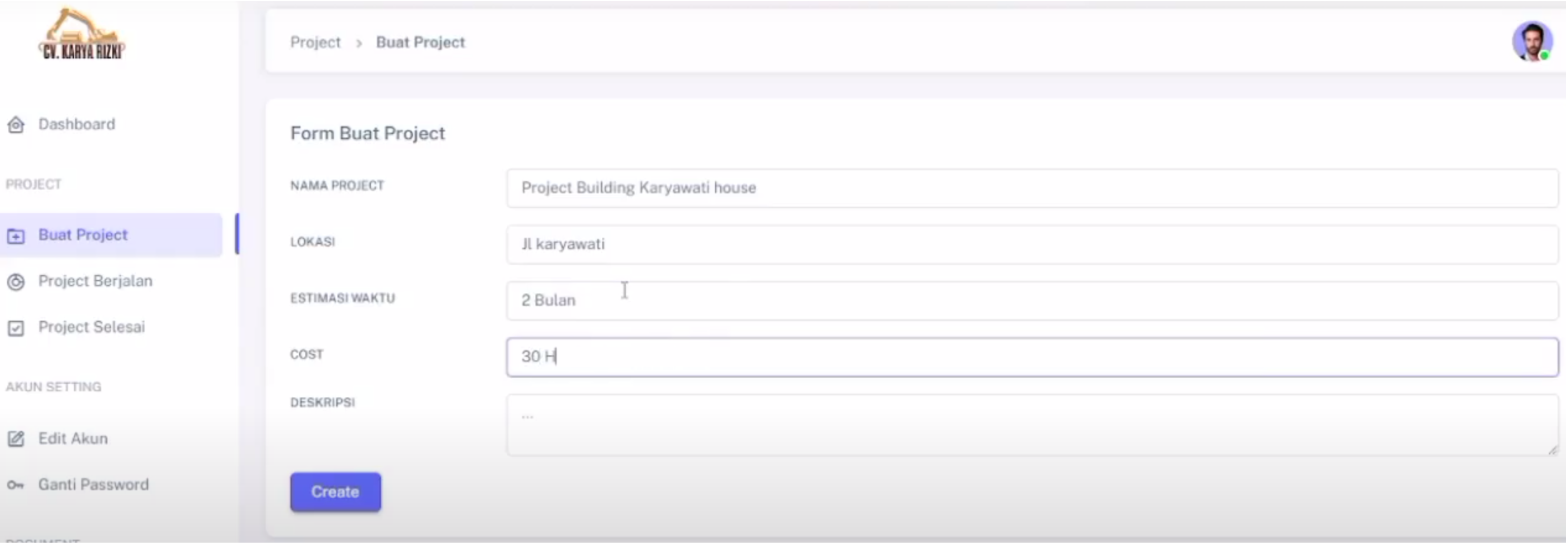 CV. KARYA RIZKI
Project > Buat Project
Dashboard
PROJECT
Buat Project
Project Berjalan
Project Selesai
AKUN SETTING
Edit Akun
Ganti Password
DOCUMENT
Form Buat Project
NAMA PROJECT
Project Building Karyawati house
LOKASI
Jl karyawati
ESTIMASI WAKTU
2 Bulan
COST
30 H
DESKRIPSI
...
Create